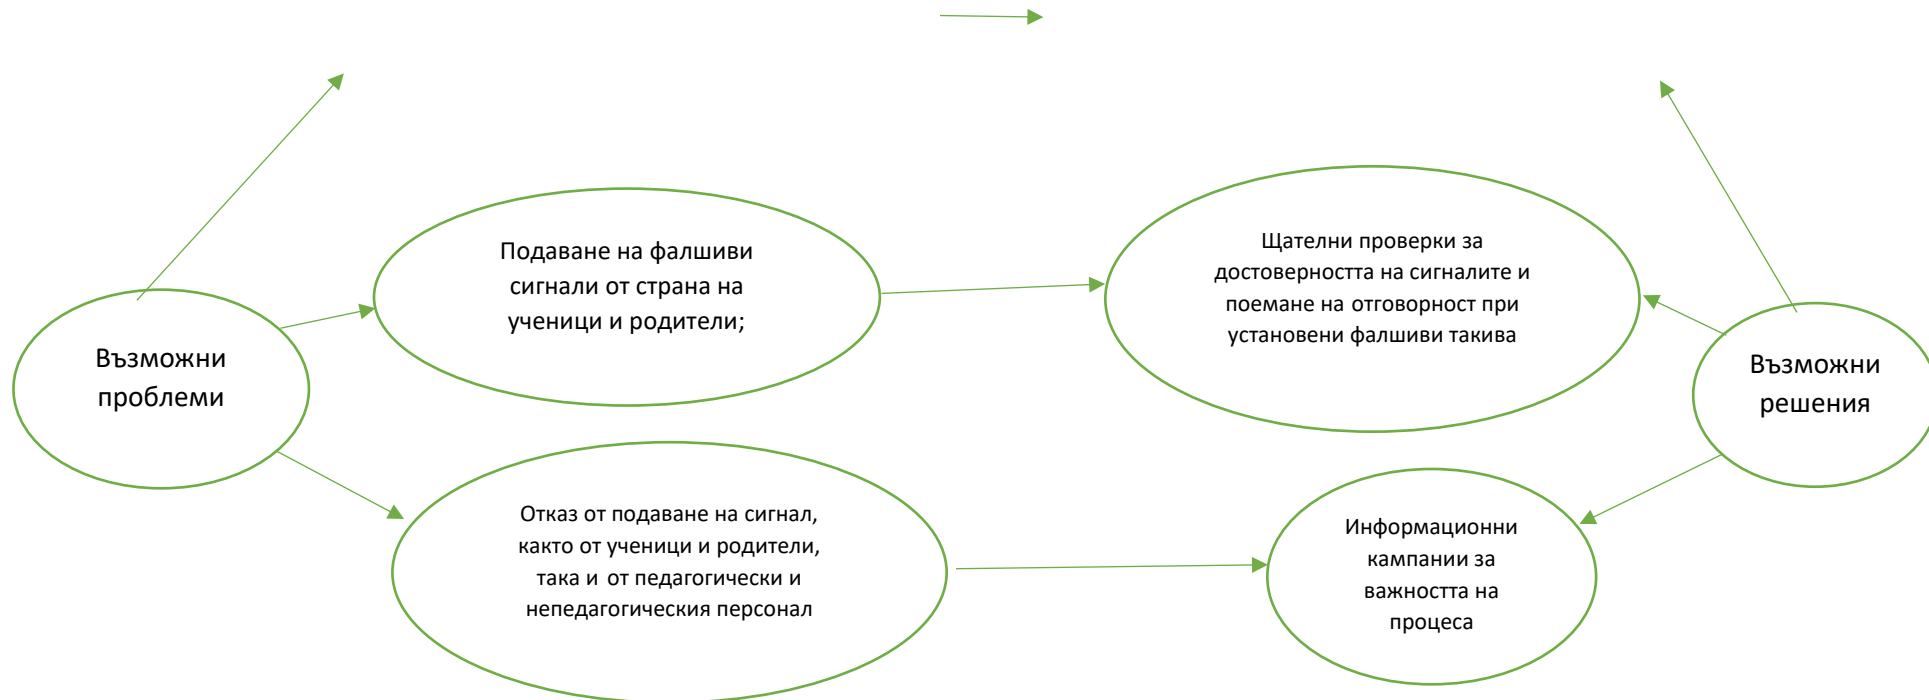 Подаване на фалшиви
сигнали от страна на
ученици и родители;
Щателни проверки за
достоверността на сигналите и
поемане на отговорност при
установени фалшиви такива
Възможни
проблеми
Възможни
решения
Отказ от подаване на сигнал,
както от ученици и родители,
така и от педагогически и
непедагогическия персонал
Информационни
кампании за
важността на
процеса